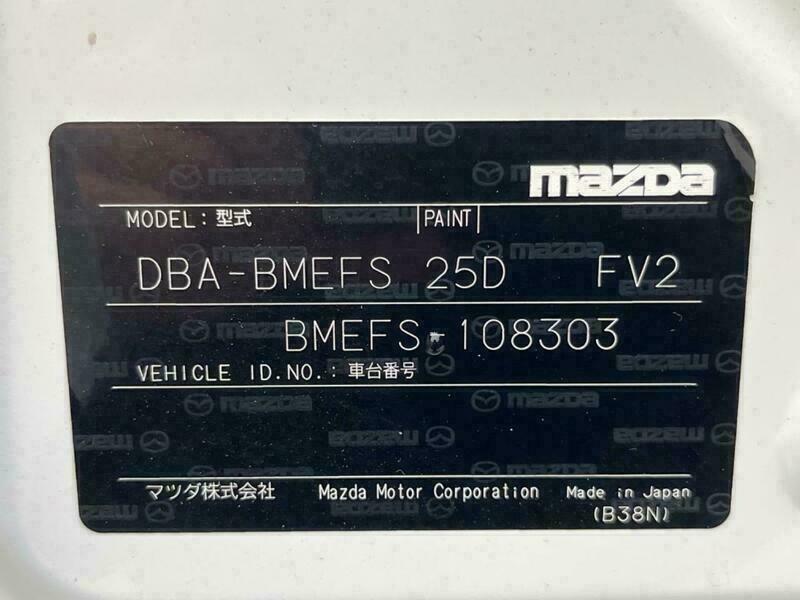 mazda
MODEL: 型式 PAINT
DBA-BMEFS 25D FV2
BMEFS-108303
VEHICLE ID.NO.: 車台番号
マツダ株式会社 Mazda Motor Corporation Made in Japan
(B38N)